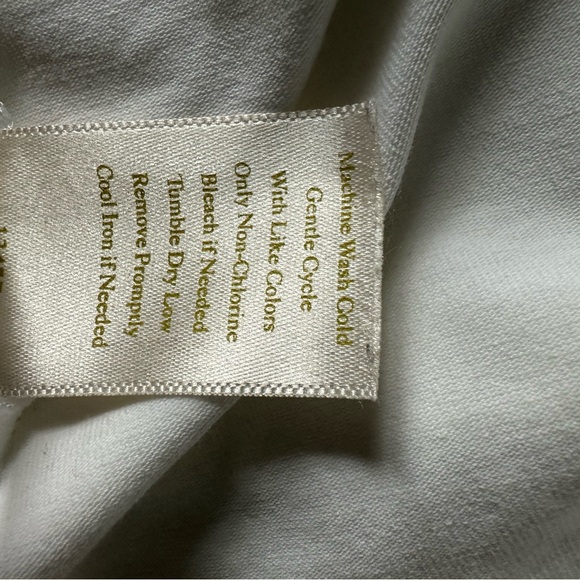 Machine Wash Cold
Gentle Cycle
With Like Colors
Only Non-Chlorine
Bleach if Needed
Tumble Dry Low
Remove Promptly
Cool Iron if Needed